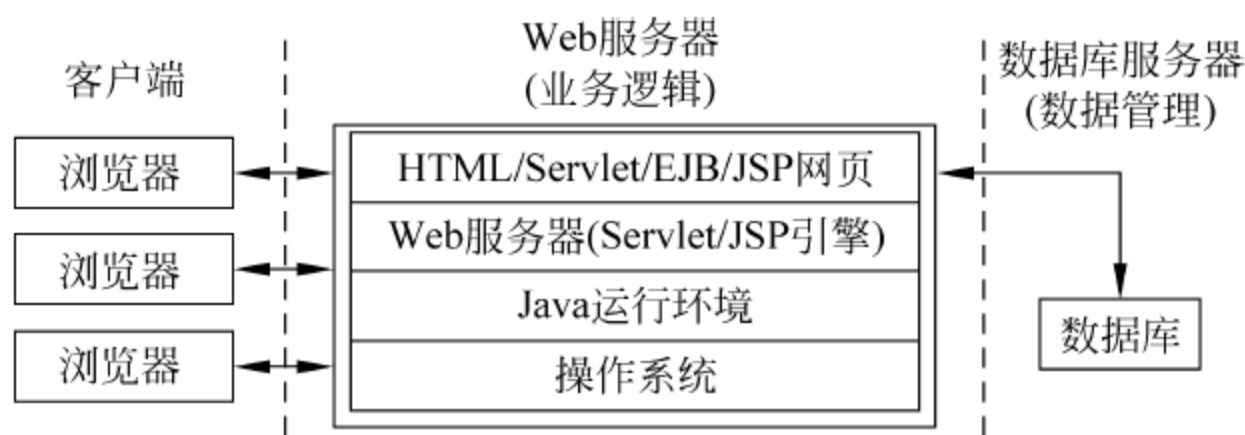 客户端
浏览器
浏览器
浏览器
Web服务器
(业务逻辑)
HTML/Servlet/EJB/JSP网页
Web服务器(Servlet/JSP引擎)
Java运行环境
操作系统
数据库服务器
(数据管理)
数据库